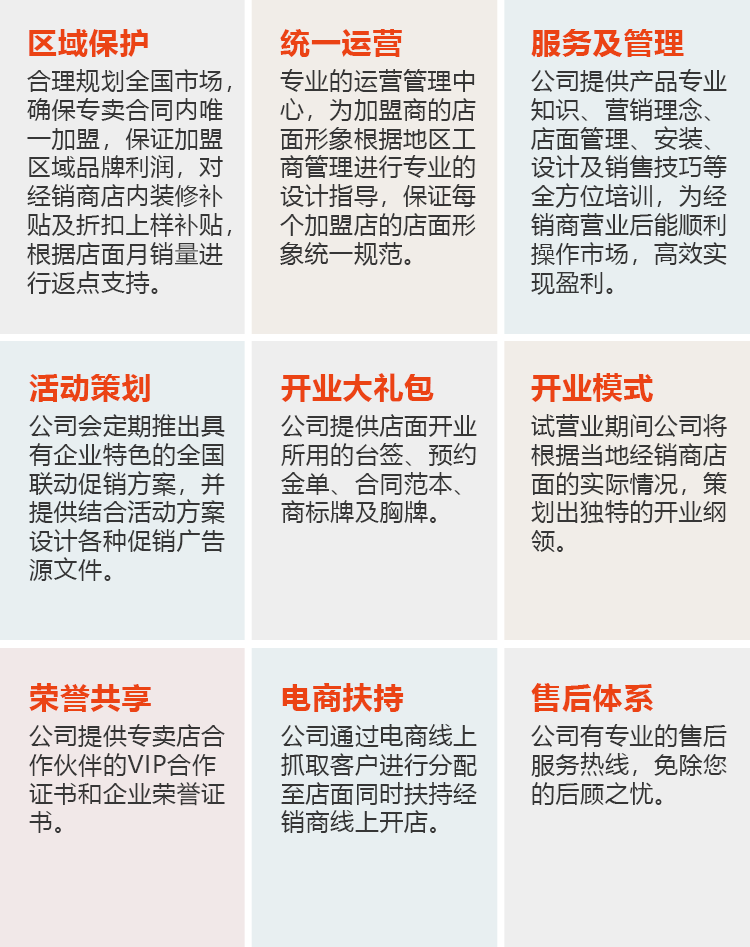 区域保护
合理规划全国市场，
确保专卖合同内唯
一加盟，保证加盟
区域品牌利润，对
经销商店内装修补
贴及折扣上样补贴，
根据店面月销量进
行返点支持。
统一运营
专业的运营管理中
心，为加盟商的店
面形象根据地区工
商管理进行专业的
设计指导，保证每
个加盟店的店面形
象统一规范。
服务及管理
公司提供产品专业
知识、营销理念、
店面管理、安装、
设计及销售技巧等
全方位培训，为经
销商营业后能顺利
操作市场，高效实
现盈利。
活动策划
公司会定期推出具
有企业特色的全国
联动促销方案，并
提供结合活动方案
设计各种促销广告
源文件。
开业大礼包
公司提供店面开业
所用的台签、预约
金单、合同范本、
商标牌及胸牌。
开业模式
试营业期间公司将
根据当地经销商店
面的实际情况，策
划出独特的开业纲
领。
荣誉共享
公司提供专卖店合
作伙伴的VIP合作
证书和企业荣誉证
书。
电商扶持
公司通过电商线上
抓取客户进行分配
至店面同时扶持经
销商线上开店。
售后体系
公司有专业的售后
服务热线，免除您
的后顾之忧。